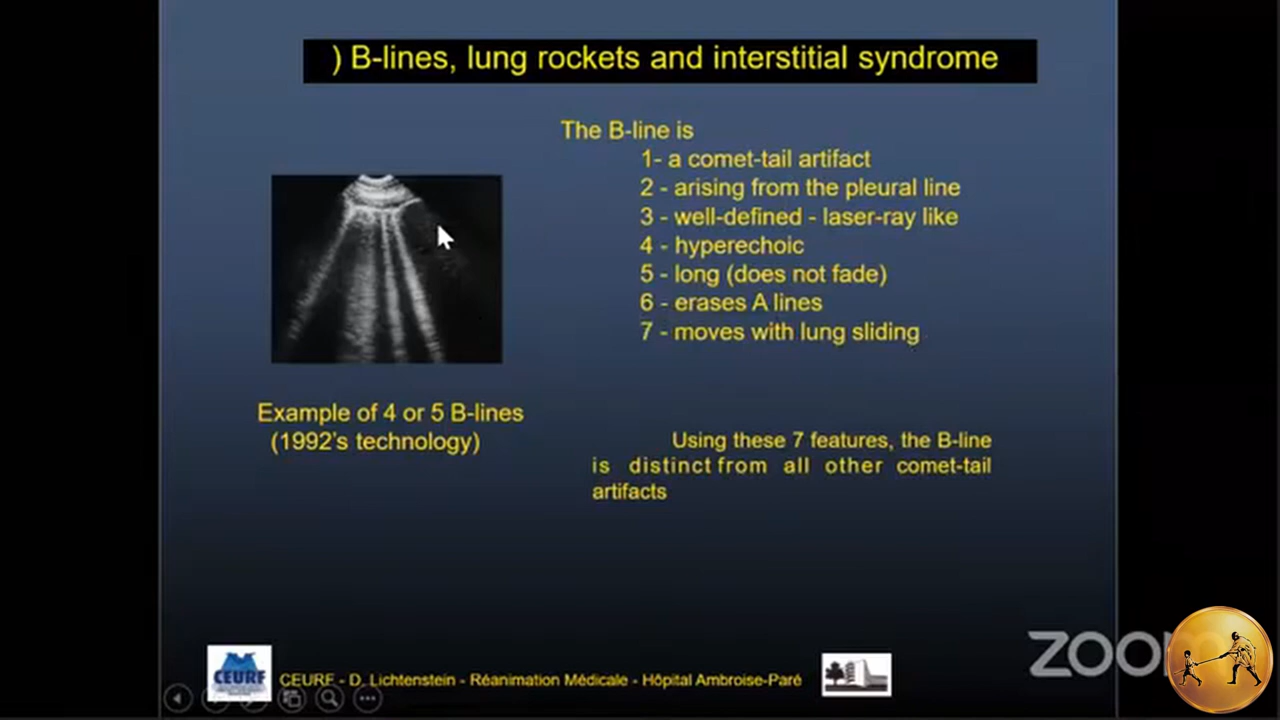 ) B-lines, lung rockets and interstitial syndrome
The B-line is
1- a comet-tail artifact
2 - arising from the pleural line
3 - well-defined - laser-ray like
4 - hyperechoic
5 - long (does not fade)
6 - erases A lines
7 - moves with lung sliding
Example of 4 or 5 B-lines
(1992's technology)
Using these 7 features, the B-line
is distinct from all other comet-tail
artifacts
CEURF
CEURF - D. Lichtenstein - Réanimation Médicale - Hôpital Ambroise-Paré
zoom